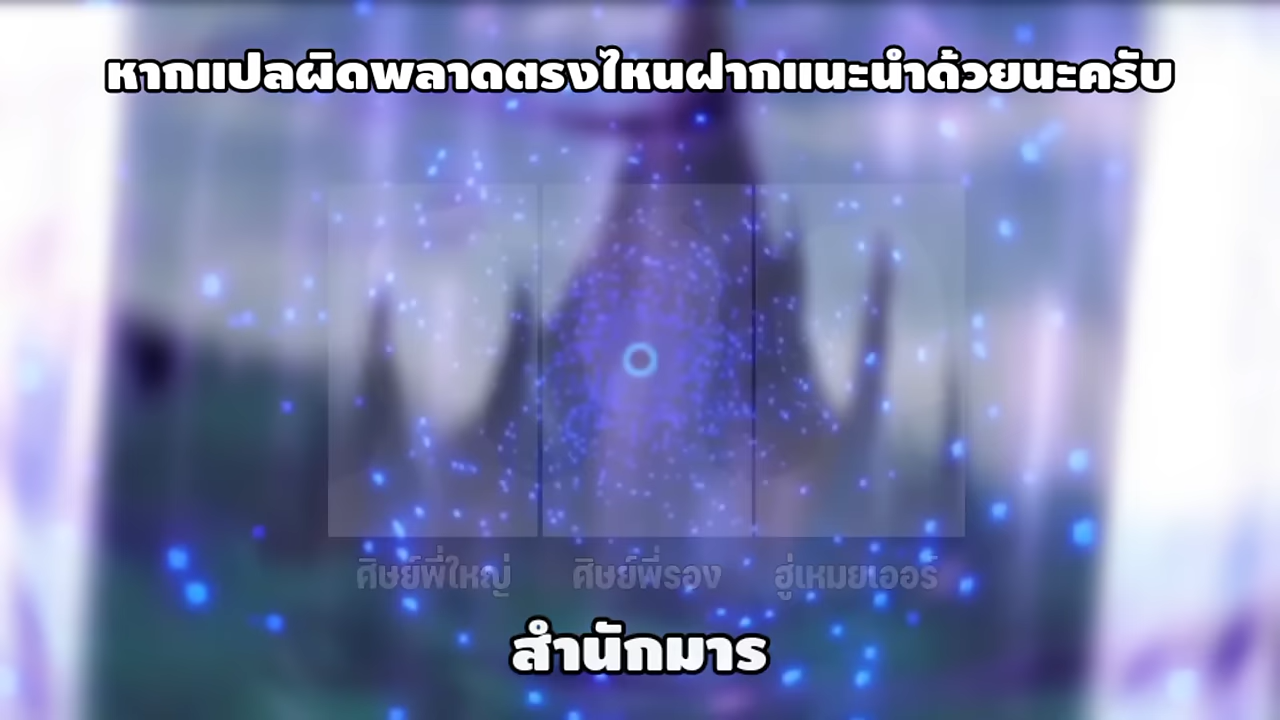 หากแปลผิดพลาดตรงไหนฝากแนะนำด้วยนะครับ
ศิษย์พี่ใหญ่ ศิษย์พี่รอง ฮู่เหมยเออร์
สำนักมาร